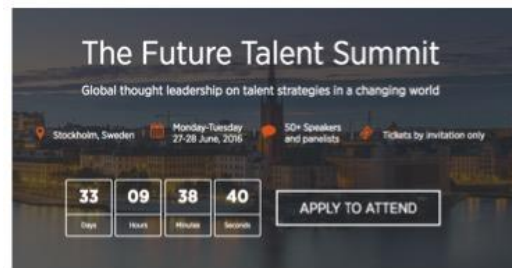 The Future Talent Summit
Global thought leadership on talent strategies in a changing world
Stockholm, Sweden
Monday-Tuesday
27-28 June, 2016
50+ Speakers
and panelists
Tickets by invitation only
33 09 38 40
Days Hours Minutes Seconds
APPLY TO ATTEND